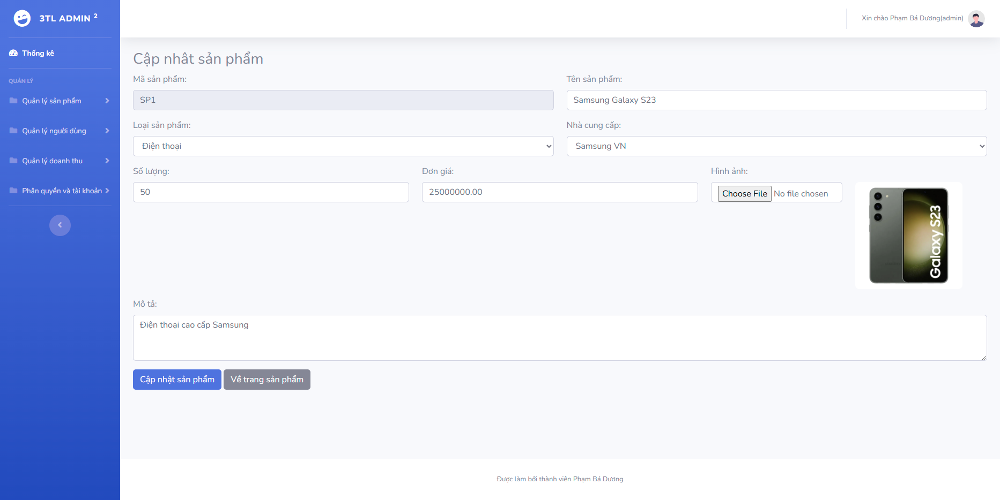 3TL ADMIN 2
Xin chào Phạm Bá Dương(admin)
Thống kê
QUẢN LÝ
Quản lý sản phẩm
Quản lý người dùng
Quản lý doanh thu
Phân quyền và tài khoản
Cập nhât sản phẩm
Mã sản phẩm:
Tên sản phẩm:
SP1
Samsung Galaxy S23
Loại sản phẩm:
Nhà cung cấp:
Điện thoại
Samsung VN
Số lượng:
Đơn giá:
Hình ảnh:
50
25000000.00
Choose File No file chosen
Galaxy S23
Mô tả:
Điện thoại cao cấp Samsung
Cập nhật sản phẩm
Về trang sản phẩm
Được làm bởi thành viên Phạm Bá Dương